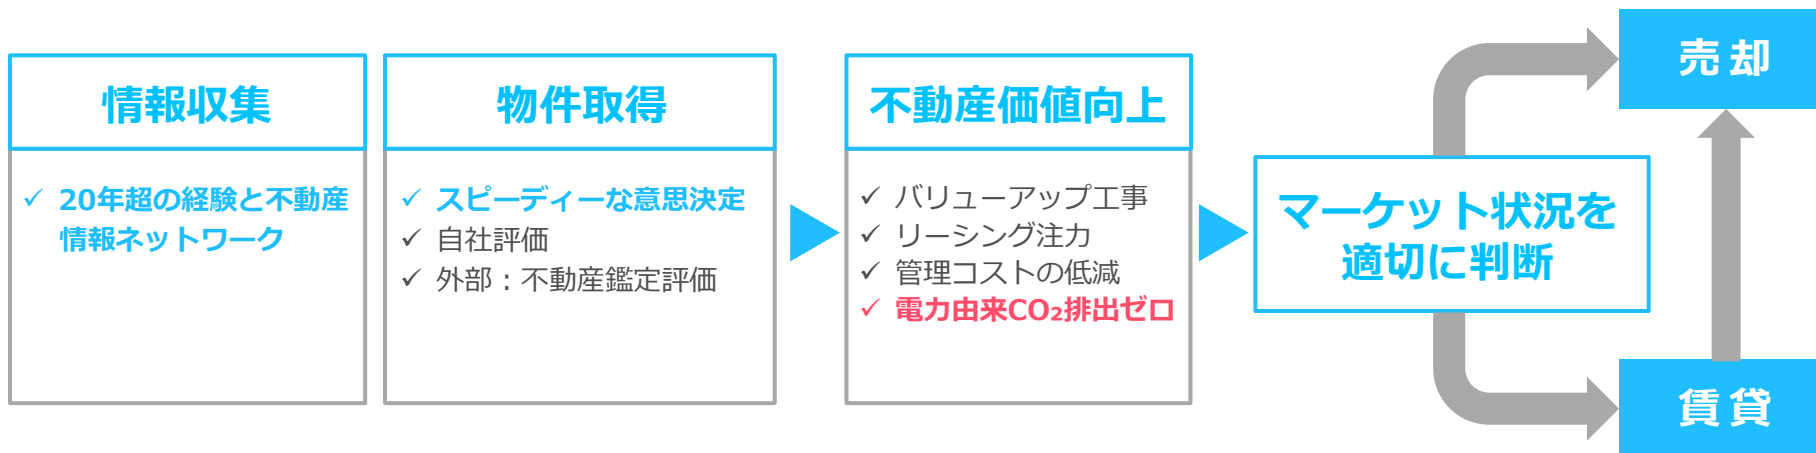 情報収集
✓ 20年超の経験と不動産
情報ネットワーク
物件取得
✓ スピーディーな意思決定
✓ 自社評価
✓ 外部：不動産鑑定評価
不動産価値向上
✓ バリューアップ工事
✓ リーシング注力
✓ 管理コストの低減
✓ 電力由来CO₂排出ゼロ
マーケット状況を
適切に判断
売却
賃貸